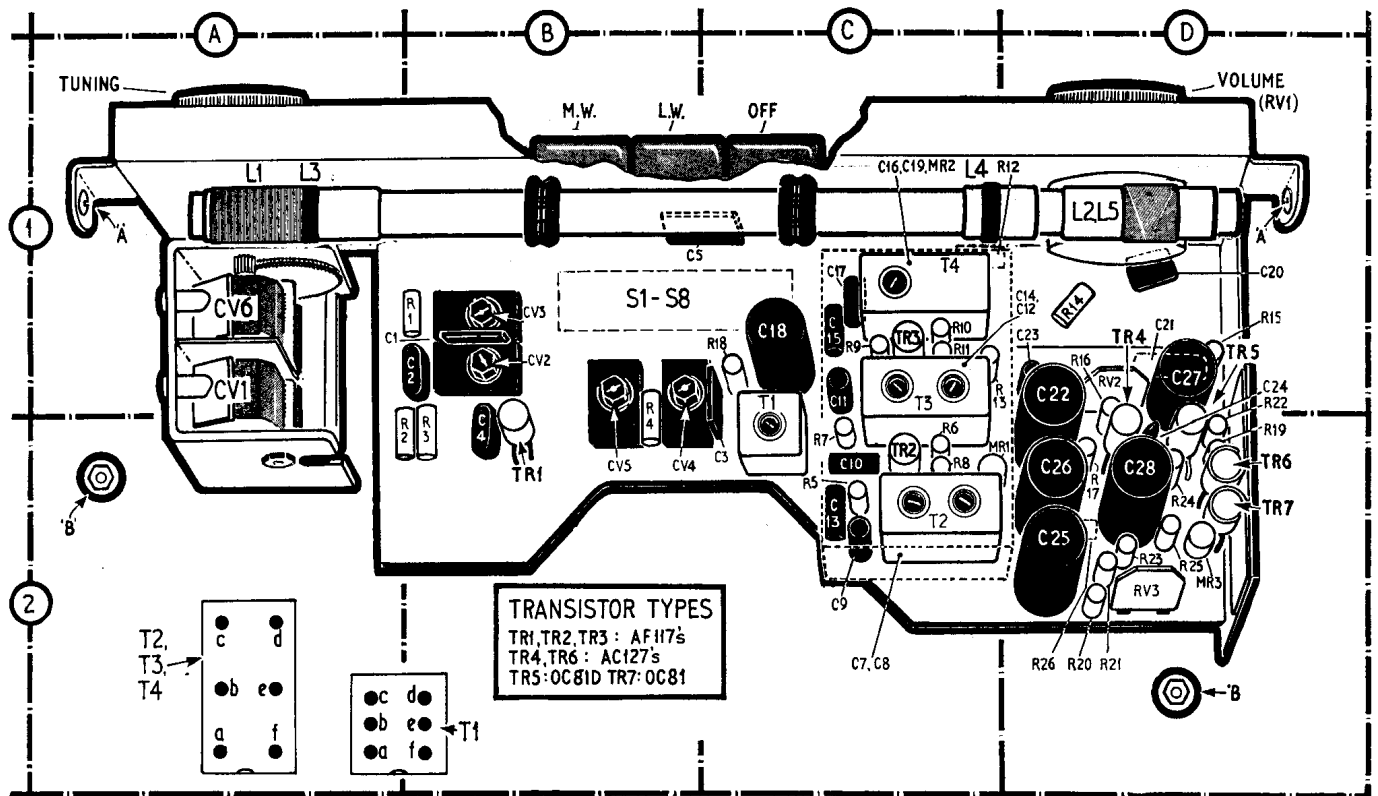 A
B
C
D
TUNING
VOLUME
(RV1)
M.W.
L.W.
OFF
C16,C19,MR2
L4
R12
L1
L3
L2,L5
1
'A'
'A'
C5
C20
C17
T4
CV6
S1-S8
C14,
C12
R14
R1
CV3
C18
C15
TR3
R10
C23
TR4
C21
R15
C1
R18
R9
R11
TR5
CV2
R16
RV2
C27
C24
CV1
C2
C11
T3
R13
C22
R22
R2
R3
C4
R4
T1
R7
R6
R19
TR1
CV5
CV4
C3
C10
TR2
R8
MR1
C26
R17
C28
TR6
R5
R24
'B'
C13
T2
TR7
C25
R23
R25
MR3
2
C9
RV3
TRANSISTOR TYPES
TR1,TR2,TR3: AF117's
TR4,TR6: AC127's
TR5:OC81D TR7:OC81
C7,C8
R26
R20
R21
T2,
T3,
T4
c d
b e
a f
c d
b e
a f
T1
'B'